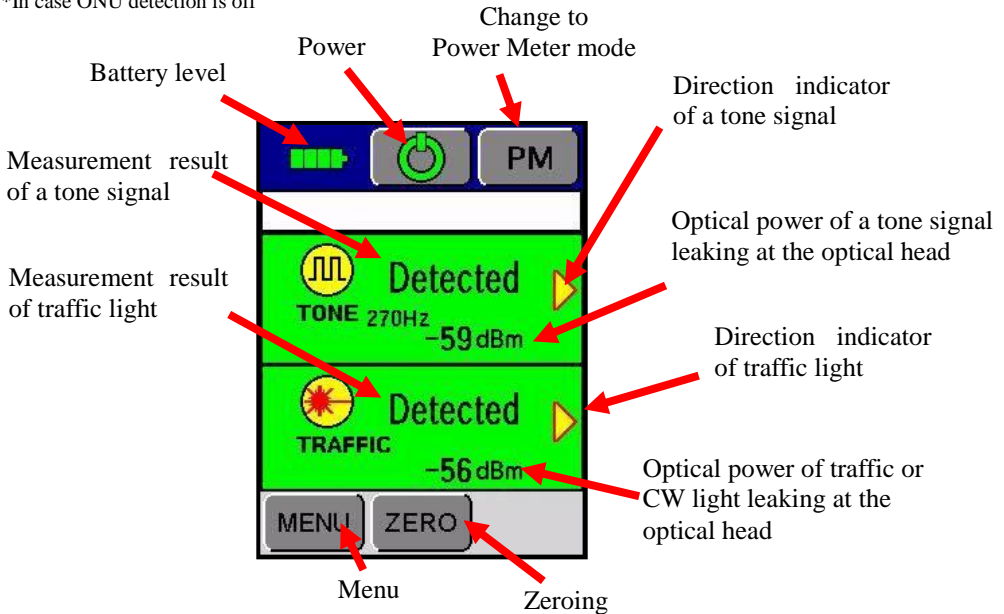 *In case ONU detection is off
Change to
Power Meter mode
Power
Battery level
Direction indicator
of a tone signal
Measurement result
of a tone signal
PM
Optical power of a tone signal
leaking at the optical head
Detected
TONE 270Hz
-59 dBm
Measurement result
of traffic light
Direction indicator
of traffic light
Detected
TRAFFIC
-56 dBm
Optical power of traffic or
CW light leaking at the
optical head
MENU ZERO
Menu
Zeroing